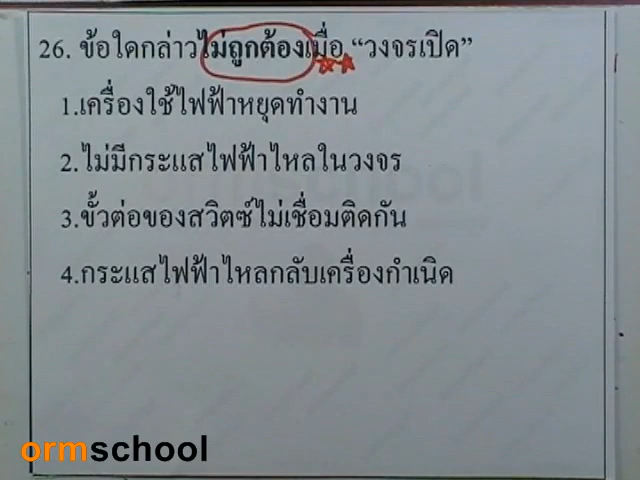 26. ข้อใดกล่าวไม่ถูกต้องเมื่อ “วงจรเปิด”
1.เครื่องใช้ไฟฟ้าหยุดทำงาน
2.ไม่มีกระแสไฟฟ้าไหลในวงจร
3.ขั้วต่อของสวิตซ์ไม่เชื่อมติดกัน
4.กระแสไฟฟ้าไหลกลับเครื่องกำเนิด
ormschool
ormschool